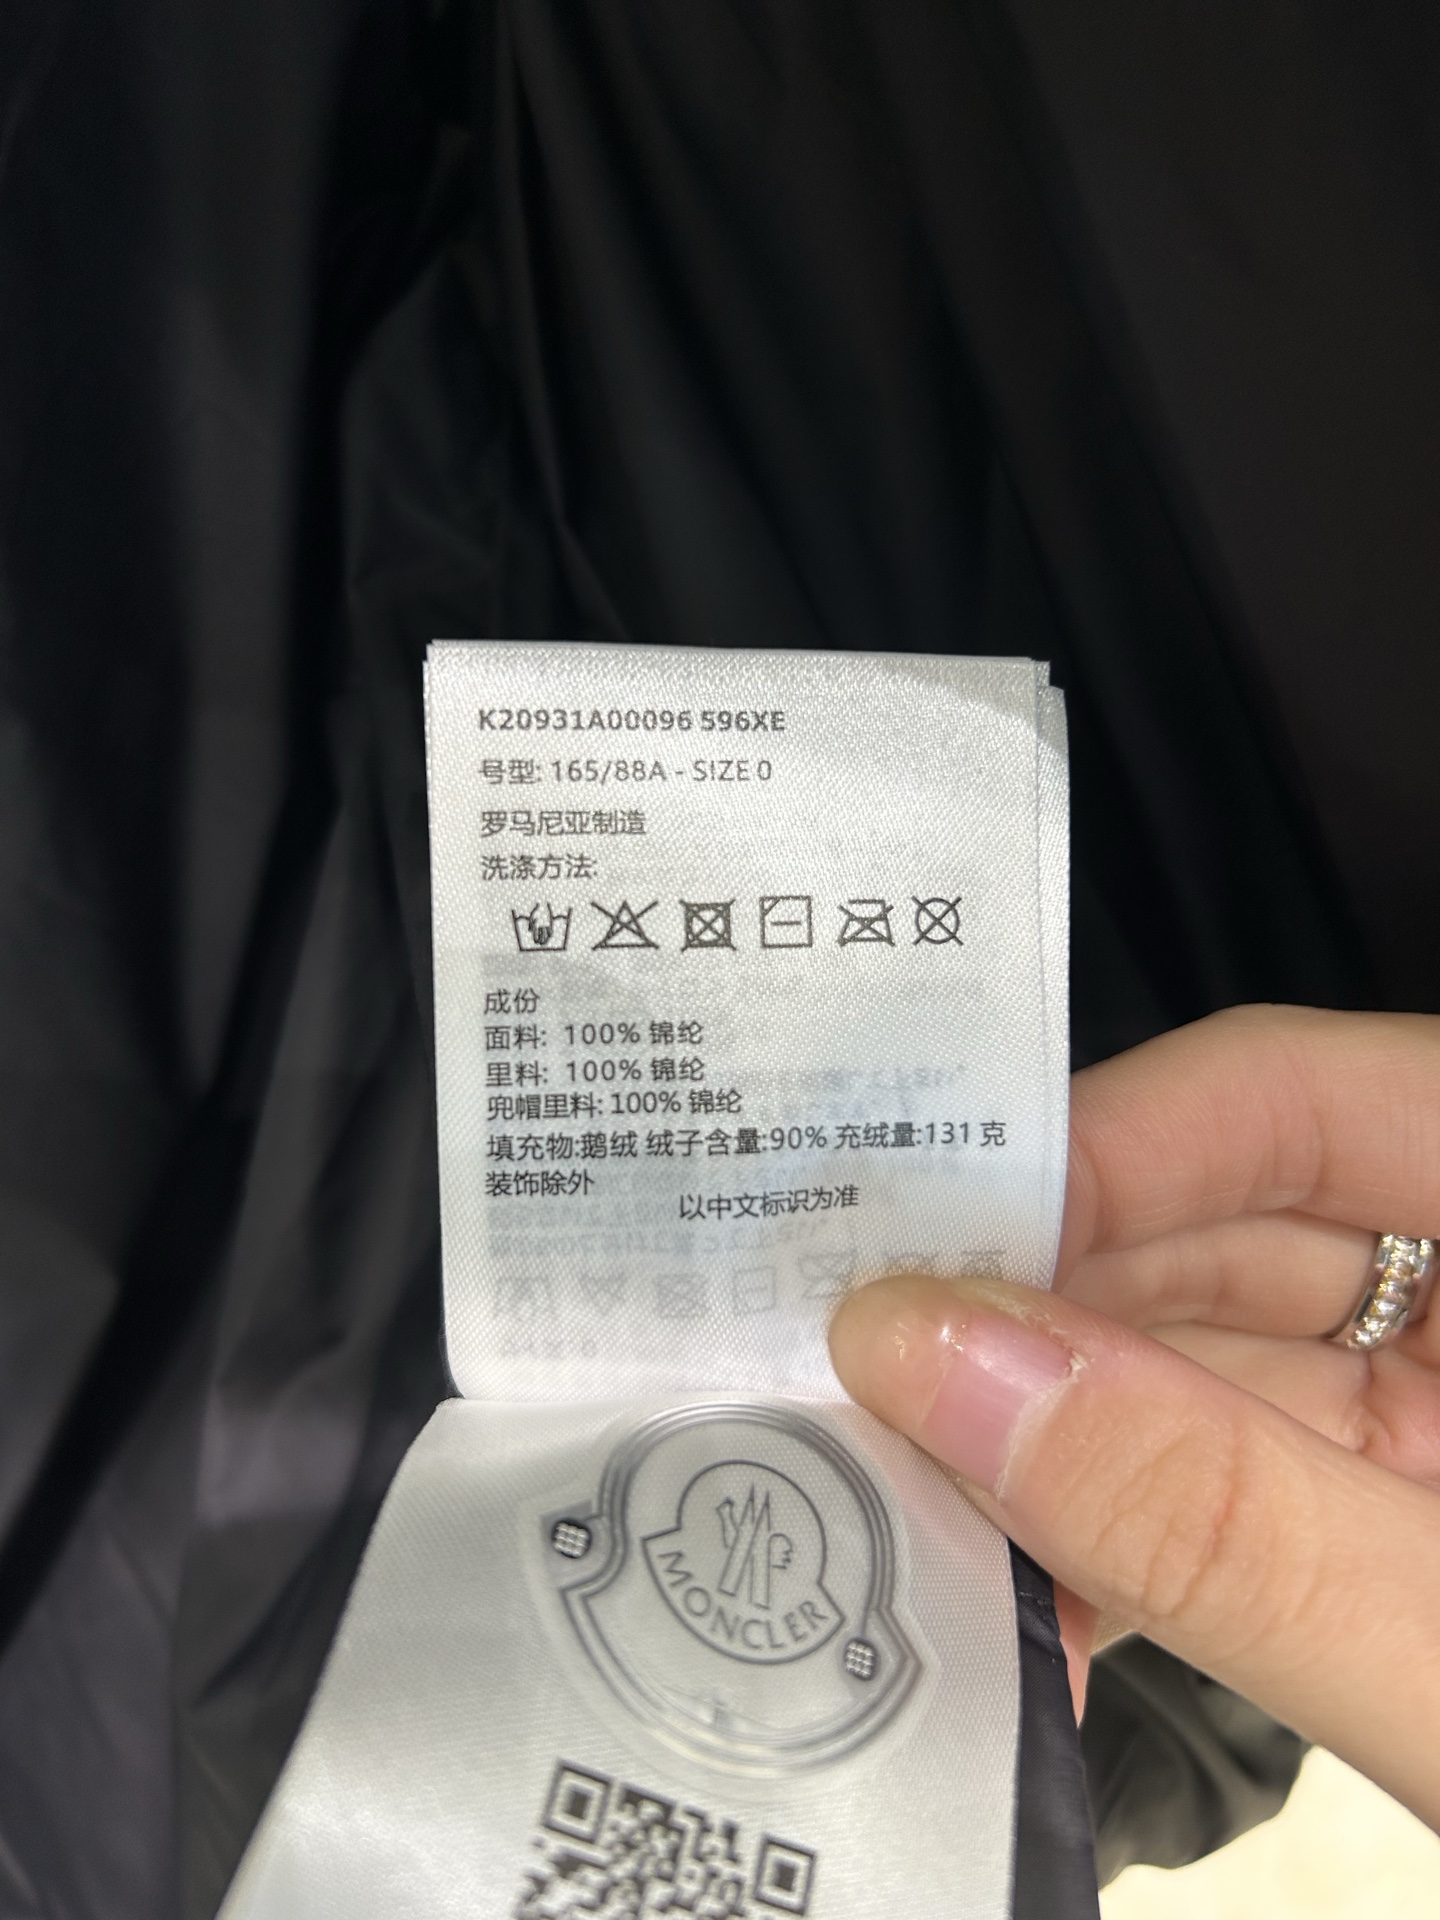 K20931A00096 596XE
号型: 165/88A - SIZE 0
罗马尼亚制造
洗涤方法:
成份
面料: 100% 锦纶
里料: 100% 锦纶
兜帽里料: 100% 锦纶
填充物:鹅绒 绒子含量:90% 充绒量:131 克
装饰除外
以中文标识为准
MONCLER